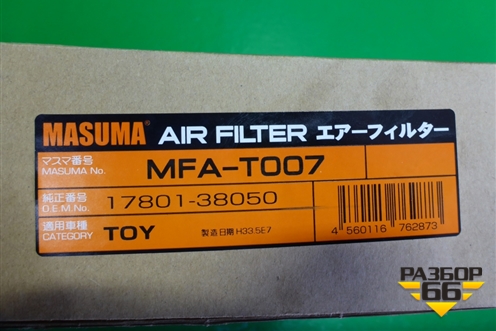 MASUMA® AIR FILTER エアーフィルター
マスマ番号
MASUMA No.
MFA-T007
純正番号
O.E.M No.
17801-38050
適用車種
CATEGORY
TOY
製造日期 H33.5E7
4 560116 762873
РАЗБОР
66